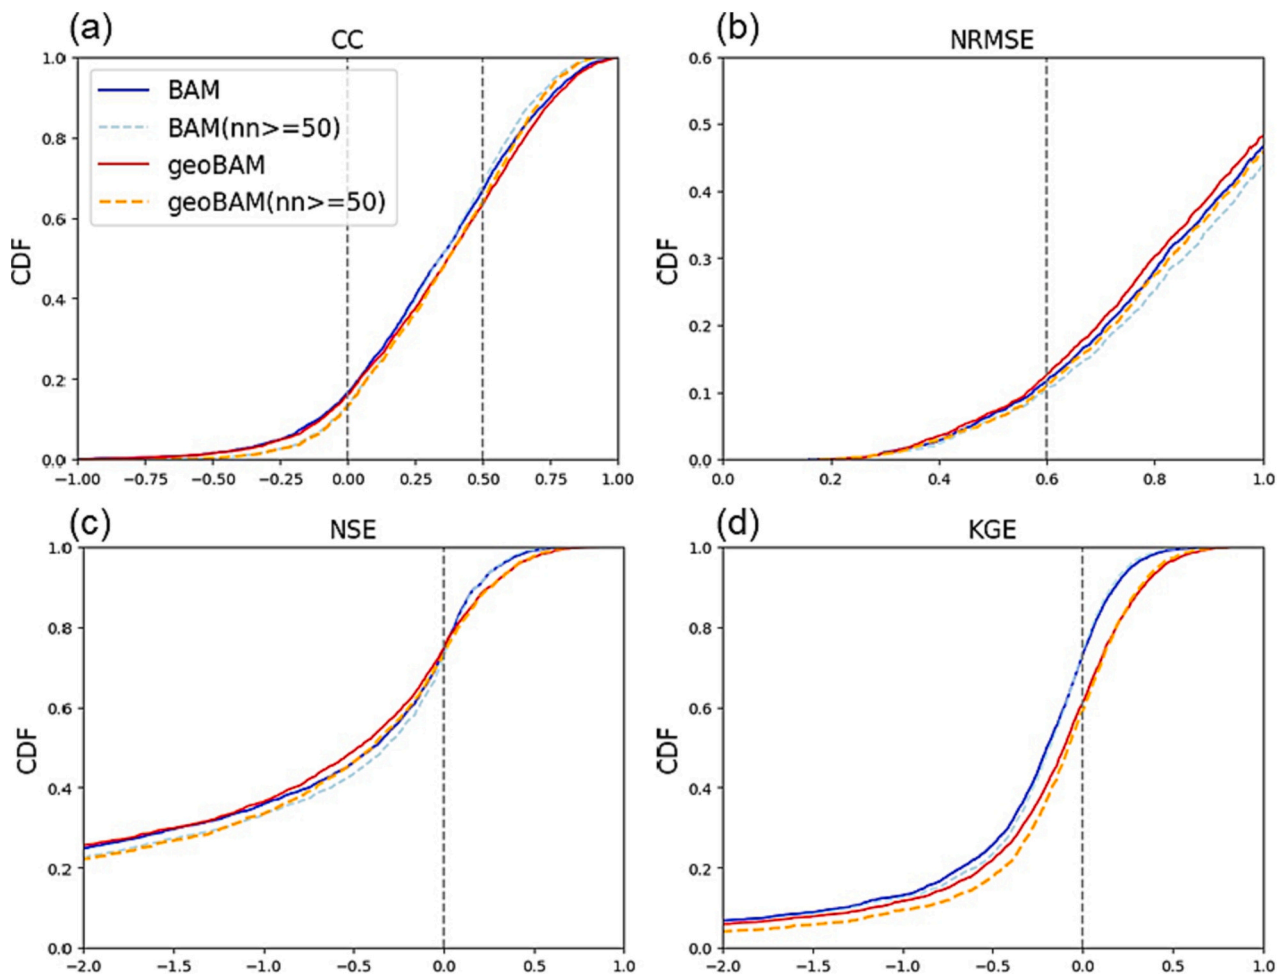 (a)
CC
1.0
0.8
0.6
0.4
0.2
0.0
CDF
BAM
BAM(nn>=50)
geoBAM
geoBAM(nn>=50)
−1.00 −0.75 −0.50 −0.25 0.00 0.25 0.50 0.75 1.00
(b)
NRMSE
0.6
0.5
0.4
0.3
0.2
0.1
0.0
CDF
0.0 0.2 0.4 0.6 0.8 1.0
(c)
NSE
1.0
0.8
0.6
0.4
0.2
0.0
CDF
−2.0 −1.5 −1.0 −0.5 0.0 0.5 1.0
(d)
KGE
1.0
0.8
0.6
0.4
0.2
0.0
CDF
−2.0 −1.5 −1.0 −0.5 0.0 0.5 1.0